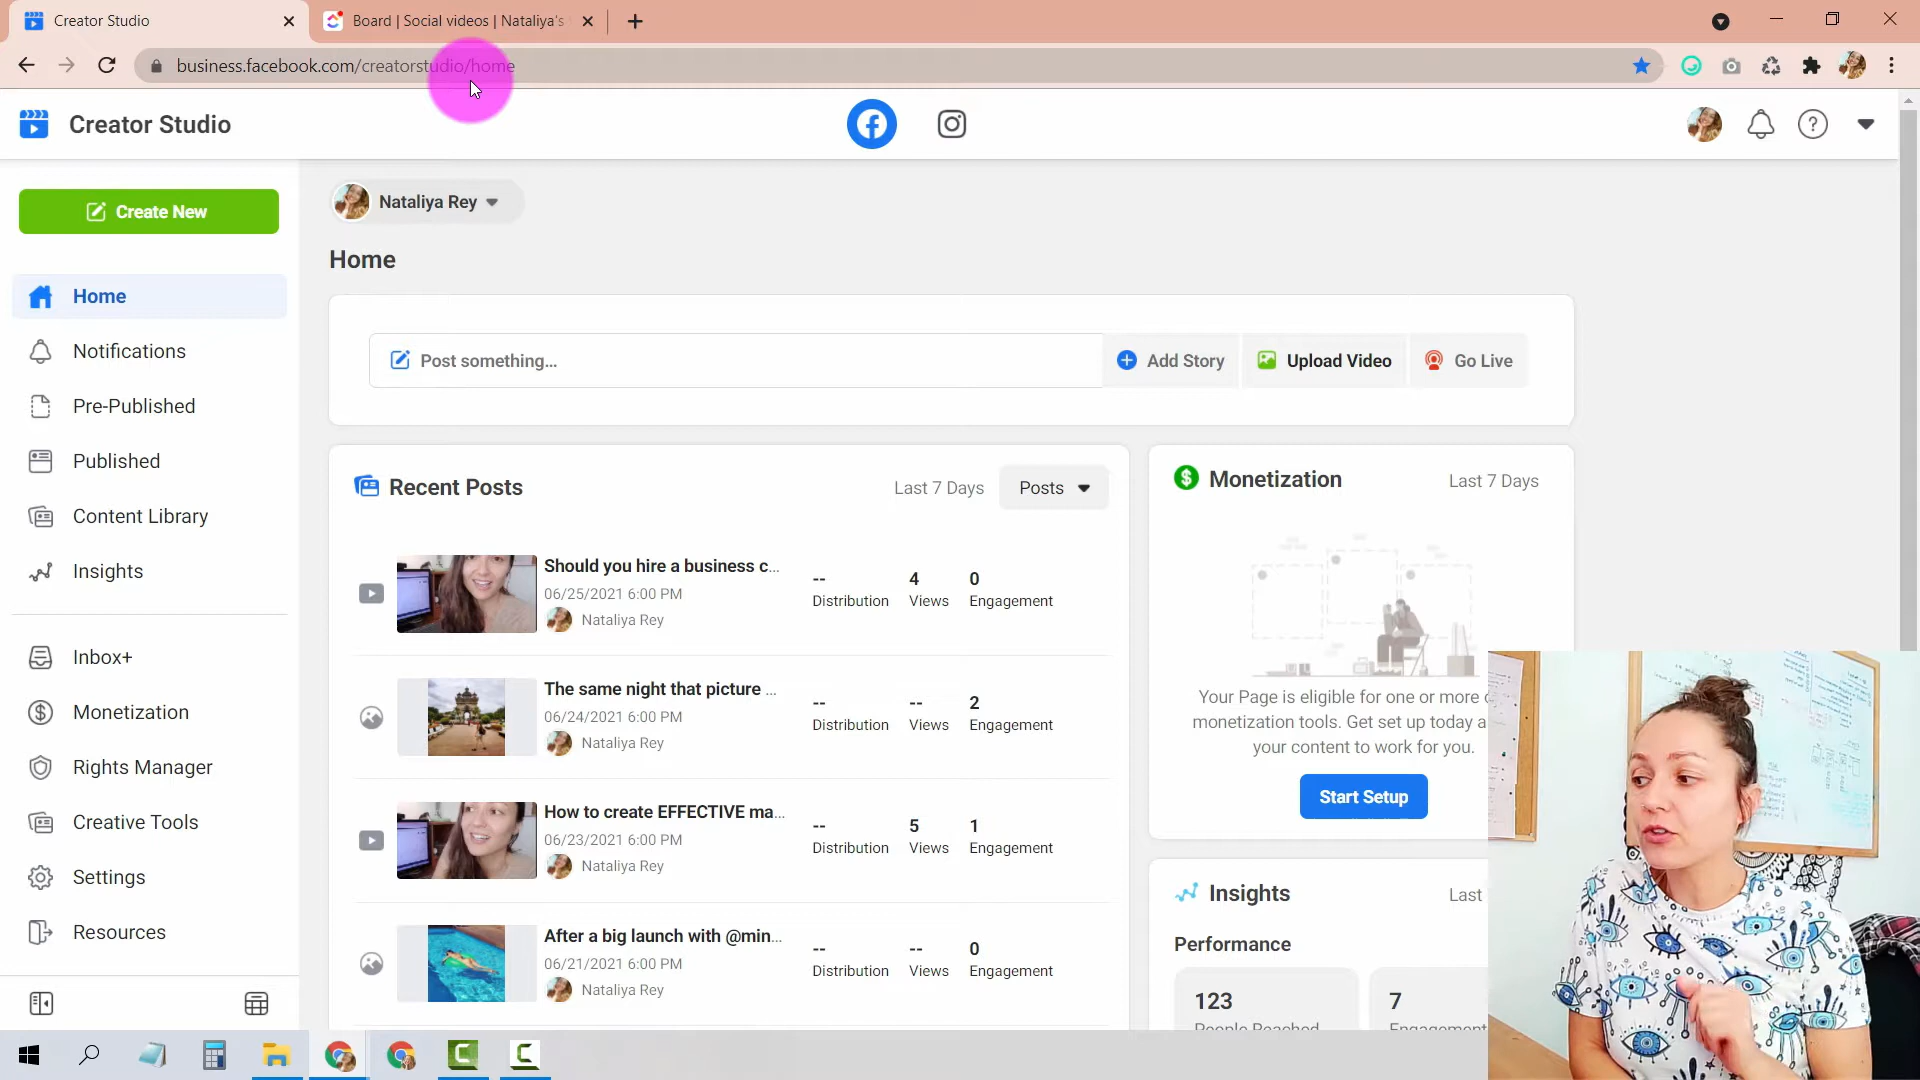 Creator Studio
Board | Social videos | Nataliya's
business.facebook.com/creatorstudio/home
Creator Studio
Create New
Nataliya Rey
Home
Home
Notifications
Pre-Published
Published
Content Library
Insights
Inbox+
Monetization
Rights Manager
Creative Tools
Settings
Resources
Post something...
Add Story
Upload Video
Go Live
Recent Posts
Last 7 Days
Posts
Should you hire a business c...
06/25/2021 6:00 PM
Nataliya Rey
--
Distribution
4
Views
0
Engagement
The same night that picture ...
06/24/2021 6:00 PM
Nataliya Rey
--
Distribution
--
Views
2
Engagement
How to create EFFECTIVE ma...
06/23/2021 6:00 PM
Nataliya Rey
--
Distribution
5
Views
1
Engagement
After a big launch with @min...
06/21/2021 6:00 PM
Nataliya Rey
--
Distribution
--
Views
0
Engagement
Monetization
Last 7 Days
Your Page is eligible for one or more
monetization tools. Get set up today
your content to work for you.
Start Setup
Insights
Last
Performance
123
People Reached
7
Engagement